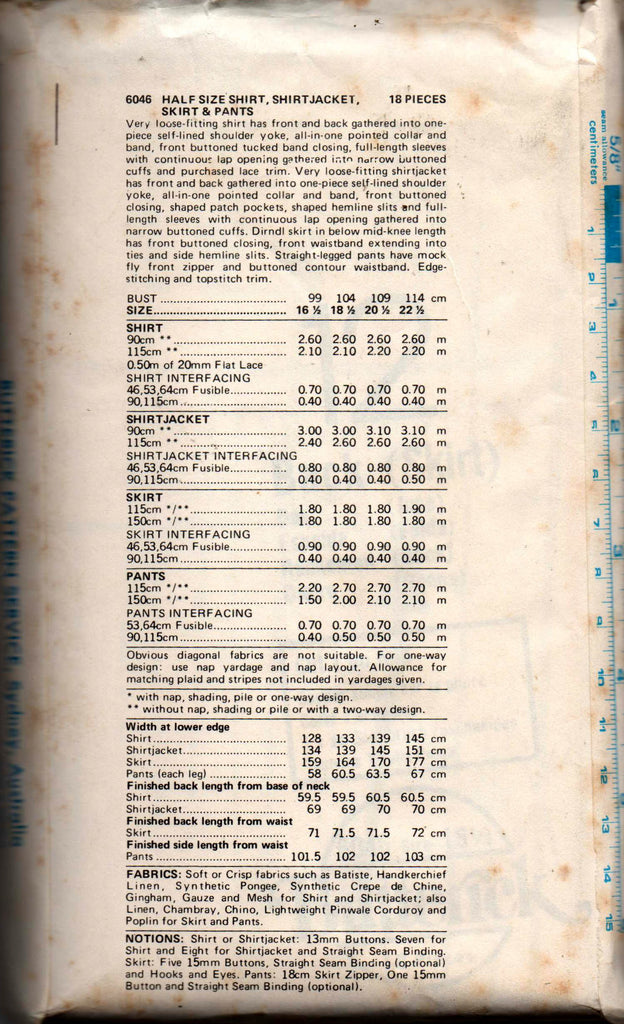 6046 HALF SIZE SHIRT, SHIRTJACKET, 18 PIECES
SKIRT & PANTS
Very loose-fitting shirt has front and back gathered into one-
piece self-lined shoulder yoke, all-in-one pointed collar and
band, front buttoned tucked band closing, full-length sleeves
with continuous lap opening gathered into narrow buttoned
cuffs and purchased lace trim. Very loose-fitting shirtjacket
has front and back gathered into one-piece self-lined shoulder
yoke, all-in-one pointed collar and band, front buttoned
closing, shaped patch pockets, shaped hemline slits and full-
length sleeves with continuous lap opening gathered into
narrow buttoned cuffs. Dirndl skirt in below mid-knee length
has front buttoned closing, front waistband extending into
ties and side hemline slits. Straight-legged pants have mock
fly front zipper and buttoned contour waistband. Edge-
stitching and topstitch trim.
BUST ........ 99 104 109 114 cm
SIZE........ 16 ½ 18 ½ 20 ½ 22 ½
SHIRT
90cm **........ 2.60 2.60 2.60 2.60 m
115cm **........ 2.10 2.10 2.20 2.20 m
0.50m of 20mm Flat Lace
SHIRT INTERFACING
46,53,64cm Fusible........ 0.70 0.70 0.70 0.70 m
90,115cm........ 0.40 0.40 0.40 0.40 m
SHIRTJACKET
90cm **........ 3.00 3.00 3.10 3.10 m
115cm **........ 2.40 2.60 2.60 2.60 m
SHIRTJACKET INTERFACING
46,53,64cm Fusible........ 0.80 0.80 0.80 0.80 m
90,115cm........ 0.40 0.40 0.40 0.50 m
SKIRT
115cm */**........ 1.80 1.80 1.80 1.90 m
150cm */**........ 1.80 1.80 1.80 1.80 m
SKIRT INTERFACING
46,53,64cm Fusible........ 0.90 0.90 0.90 0.90 m
90,115cm........ 0.40 0.40 0.40 0.40 m
PANTS
115cm */**........ 2.20 2.70 2.70 2.70 m
150cm */**........ 1.50 2.00 2.10 2.10 m
PANTS INTERFACING
53,64cm Fusible........ 0.70 0.70 0.70 0.70 m
90,115cm........ 0.40 0.50 0.50 0.50 m
Obvious diagonal fabrics are not suitable. For one-way
design: use nap yardage and nap layout. Allowance for
matching plaid and stripes not included in yardages given.
* with nap, shading, pile or one-way design.
** without nap, shading or pile or with a two-way design.
Width at lower edge
Shirt........ 128 133 139 145 cm
Shirtjacket........ 134 139 145 151 cm
Skirt........ 159 164 170 177 cm
Pants (each leg) ........ 58 60.5 63.5 67 cm
Finished back length from base of neck
Shirt........ 59.5 59.5 60.5 60.5 cm
Shirtjacket........ 69 69 70 70 cm
Finished back length from waist
Skirt........ 71 71.5 71.5 72 cm
Finished side length from waist
Pants ........ 101.5 102 102 103 cm
FABRICS: Soft or Crisp fabrics such as Batiste, Handkerchief
Linen, Synthetic Pongee, Synthetic Crepe de Chine,
Gingham, Gauze and Mesh for Shirt and Shirtjacket; also
Linen, Chambray, Chino, Lightweight Pinwale Corduroy and
Poplin for Skirt and Pants.
NOTIONS: Shirt or Shirtjacket: 13mm Buttons. Seven for
Shirt and Eight for Shirtjacket and Straight Seam Binding.
Skirt: Five 15mm Buttons, Straight Seam Binding (optional)
and Hooks and Eyes. Pants: 18cm Skirt Zipper, One 15mm
Button and Straight Seam Binding (optional).
5/8"
seam allowance
centimeters
1 2 3 4 5 6 7 8 9 10 11 12 13 14 15
1 2 3 4 5
BUTTERICK PATTERN SERVICE Sydney Australia